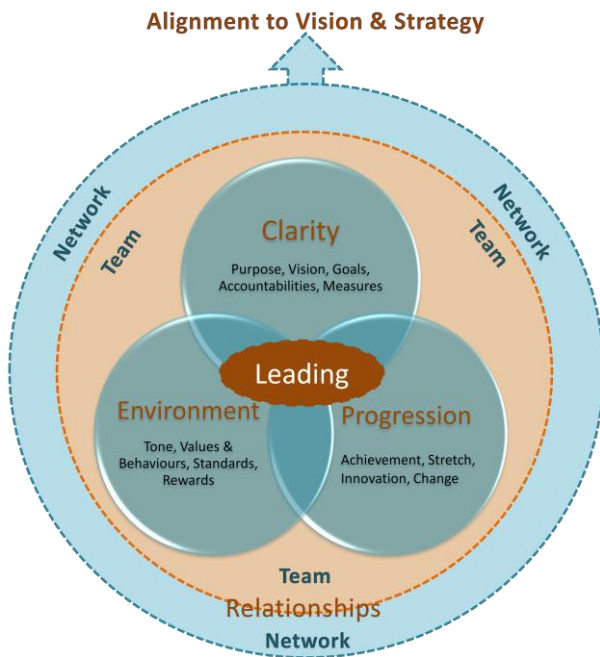 Alignment to Vision & Strategy
Network
Network
Team
Team
Clarity
Purpose, Vision, Goals,
Accountabilities, Measures
Leading
Environment
Progression
Tone, Values &
Behaviours, Standards,
Rewards
Achievement, Stretch,
Innovation, Change
Team
Relationships
Network